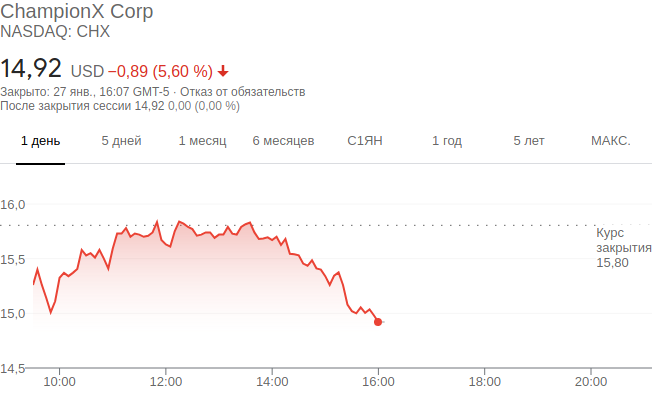 ChampionX Corp
NASDAQ: CHX
14,92 USD −0,89 (5,60 %)
Закрыто: 27 янв., 16:07 GMT-5 · Отказ от обязательств
После закрытия сессии 14,92 0,00 (0,00 %)
1 день 5 дней 1 месяц 6 месяцев С1ЯН 1 год 5 лет МАКС.
16,0
Курс
закрытия
15,80
15,5
15,0
14,5
10:00 12:00 14:00 16:00 18:00 20:00